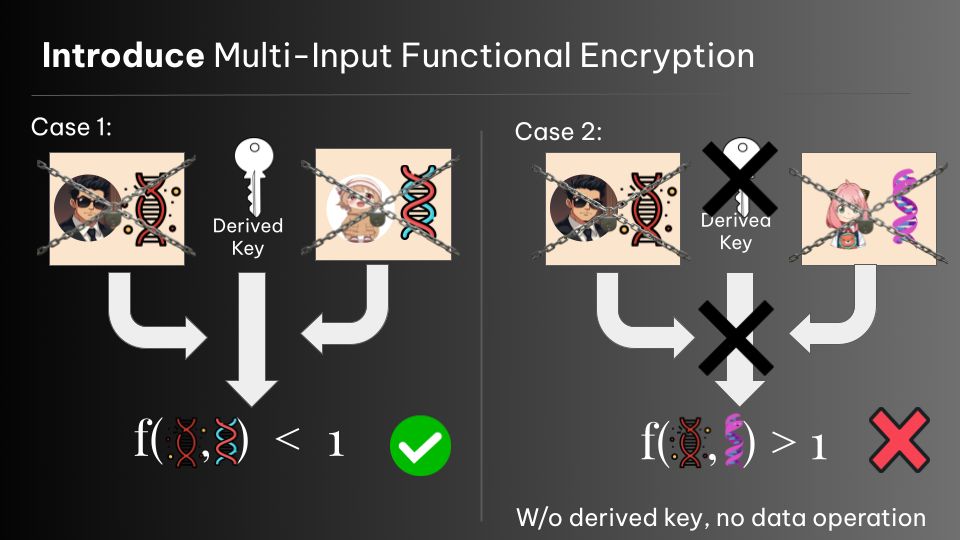 Introduce Multi-Input Functional Encryption
Case 1:
Derived
Key
f( , ) < 1
Case 2:
Derived
Key
f( , ) > 1
W/o derived key, no data operation